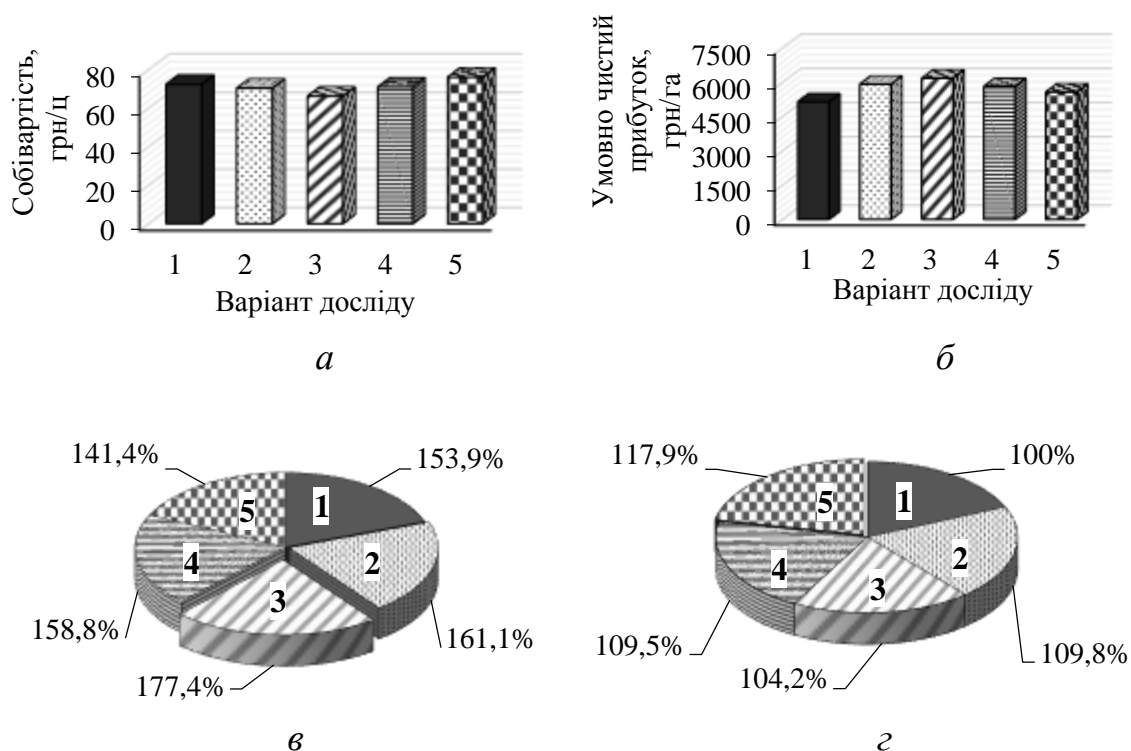 Собівартість,
грн/ц
80
60
40
20
0
1 2 3 4 5
Варіант досліду
а
Умовно чистий
прибуток,
грн/га
7500
6000
4500
3000
1500
0
1 2 3 4 5
Варіант досліду
б
141,4% 153,9%
5 1
4 2
3
158,8% 161,1%
177,4%
в
117,9% 100%
5 1
4 2
3
109,5% 109,8%
104,2%
г